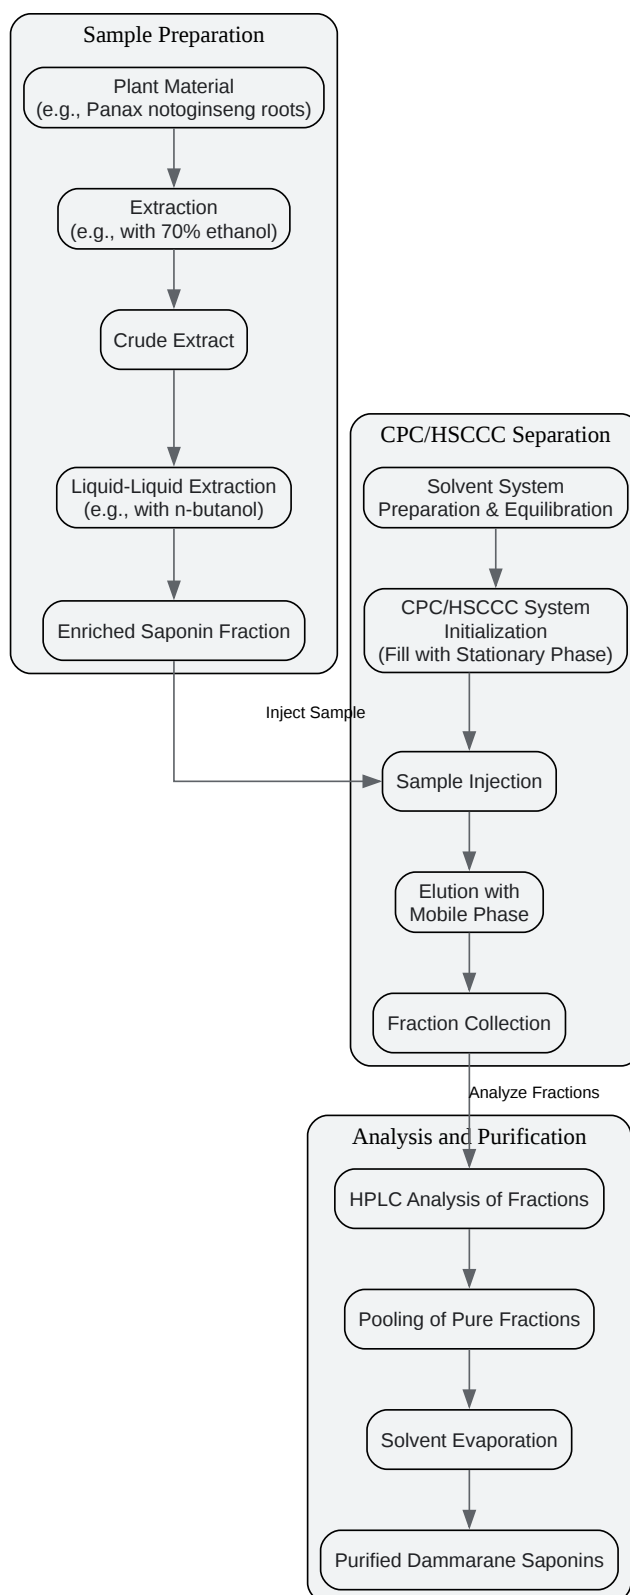 Sample Preparation
Plant Material
(e.g., Panax notoginseng roots)
Extraction
(e.g., with 70% ethanol)
Crude Extract
Liquid-Liquid Extraction
(e.g., with n-butanol)
Enriched Saponin Fraction
Inject Sample
CPC/HSCCC Separation
Solvent System
Preparation & Equilibration
CPC/HSCCC System
Initialization
(Fill with Stationary Phase)
Sample Injection
Elution with
Mobile Phase
Fraction Collection
Analyze Fractions
Analysis and Purification
HPLC Analysis of Fractions
Pooling of Pure Fractions
Solvent Evaporation
Purified Dammarane Saponins